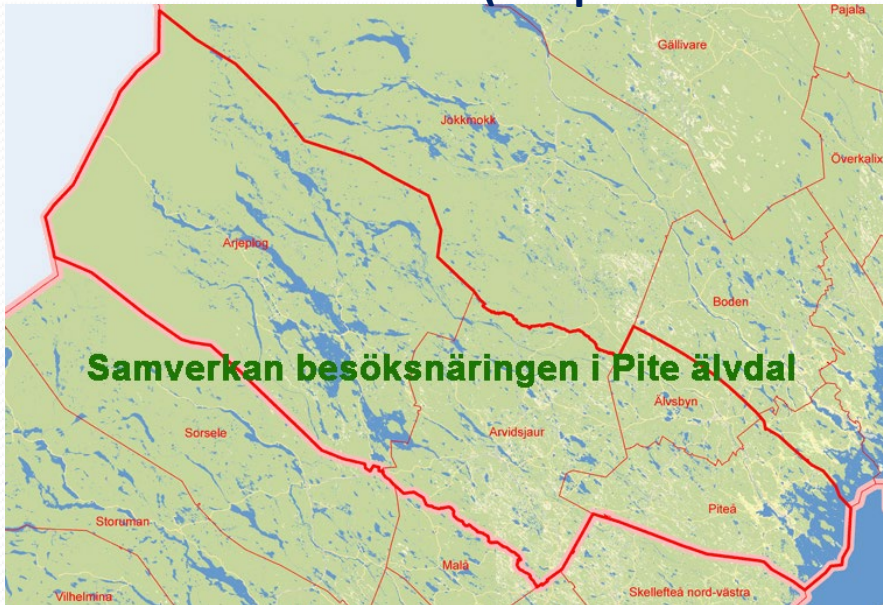 Pajala
Gällivare
Jokkmokk
Överkalix
Arjeplog
Boden
Samverkan besöksnäringen i Pite älvdal
Älvsbyn
Sorsele
Arvidsjaur
Piteå
Storuman
Malå
Vilhelmina
Skellefteå nord-västra